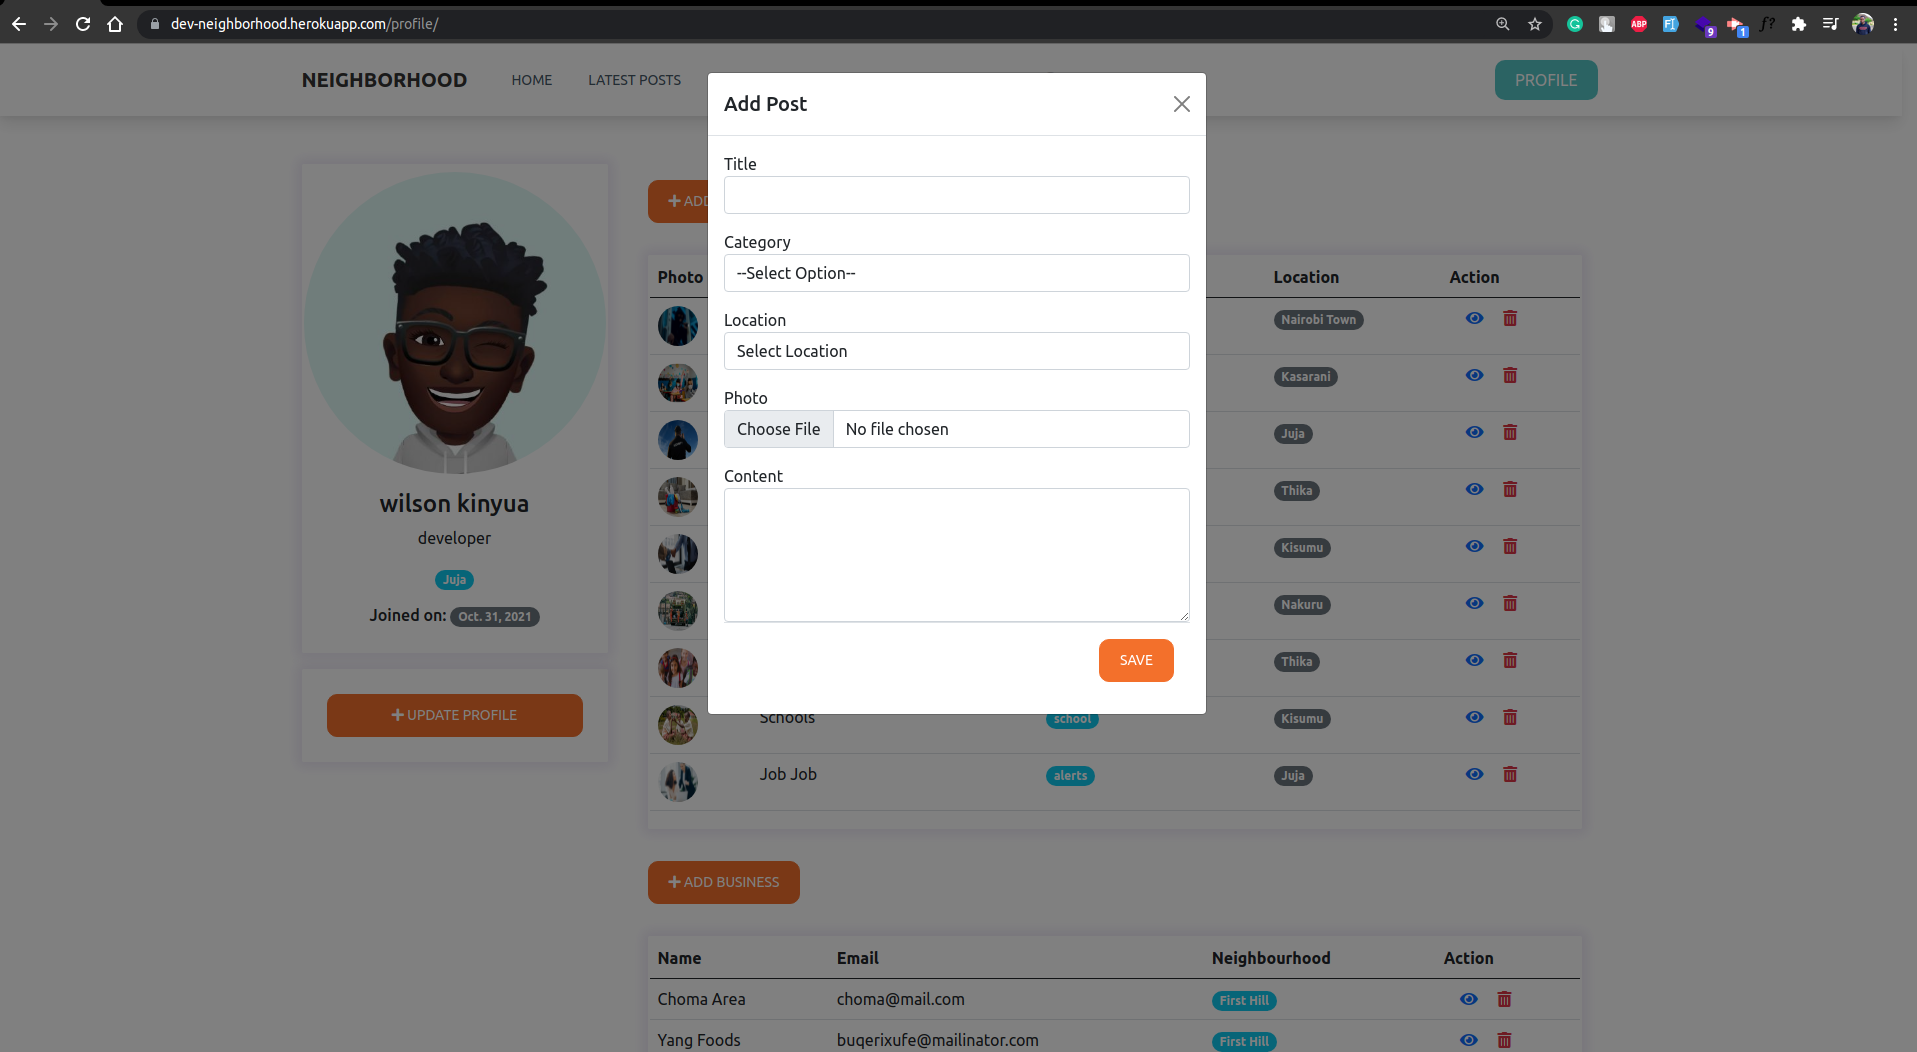 dev-neighborhood.herokuapp.com/profile/
ABP
9
1
f?
NEIGHBORHOOD
HOME
LATEST POSTS
PROFILE
Add Post
Title
Category
--Select Option--
Location
Select Location
Photo
Choose File
No file chosen
Content
SAVE
wilson kinyua
developer
Juja
Joined on: Oct. 31, 2021
+ UPDATE PROFILE
+ ADD
Photo
Location
Action
Nairobi Town
Kasarani
Juja
Thika
Kisumu
Nakuru
Thika
Schools
school
Kisumu
Job Job
alerts
Juja
+ ADD BUSINESS
Name
Email
Neighbourhood
Action
Choma Area
choma@mail.com
First Hill
Yang Foods
buqerixufe@mailinator.com
First Hill